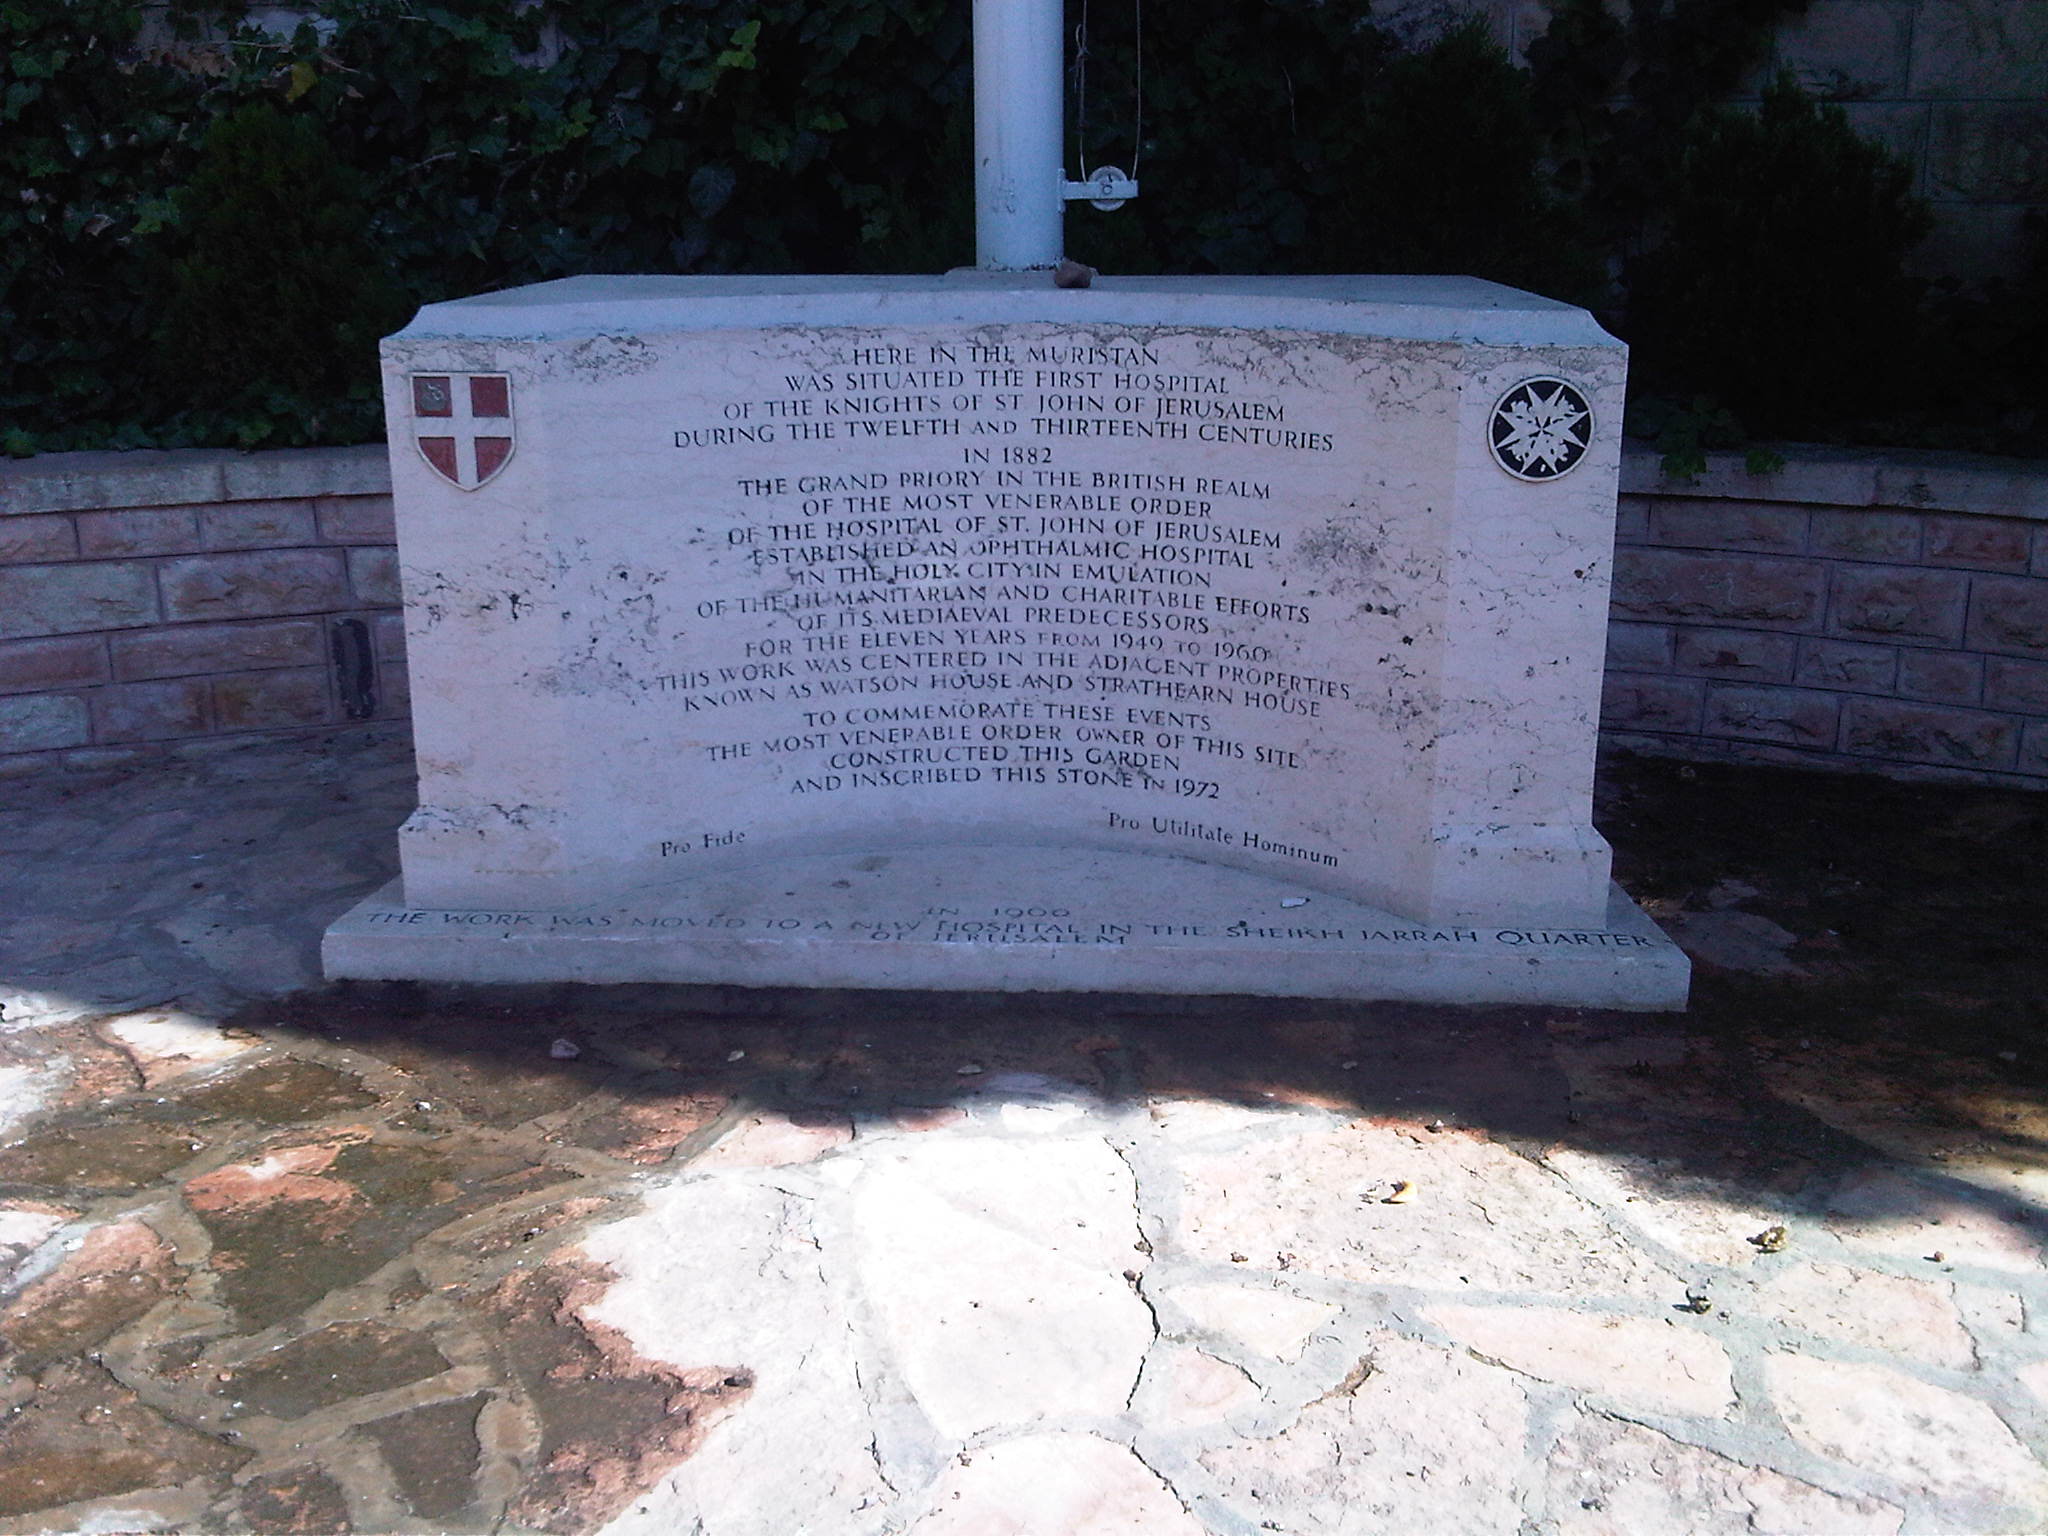 HERE IN THE MURISTAN
WAS SITUATED THE FIRST HOSPITAL
OF THE KNIGHTS OF ST. JOHN OF JERUSALEM
DURING THE TWELFTH AND THIRTEENTH CENTURIES
IN 1882
THE GRAND PRIORY IN THE BRITISH REALM
OF THE MOST VENERABLE ORDER
OF THE HOSPITAL OF ST. JOHN OF JERUSALEM
ESTABLISHED AN OPHTHALMIC HOSPITAL
IN THE HOLY CITY IN EMULATION
OF THE HUMANITARIAN AND CHARITABLE EFFORTS
OF ITS MEDIAEVAL PREDECESSORS
FOR THE ELEVEN YEARS FROM 1949 TO 1960
THIS WORK WAS CENTERED IN THE ADJACENT PROPERTIES
KNOWN AS WATSON HOUSE AND STRATHEARN HOUSE
TO COMMEMORATE THESE EVENTS
THE MOST VENERABLE ORDER OWNER OF THIS SITE
CONSTRUCTED THIS GARDEN
AND INSCRIBED THIS STONE IN 1972
Pro Fide
Pro Utilitate Hominum
IN 1960
THE WORK WAS MOVED TO A NEW HOSPITAL IN THE SHEIKH JARRAH QUARTER
OF JERUSALEM